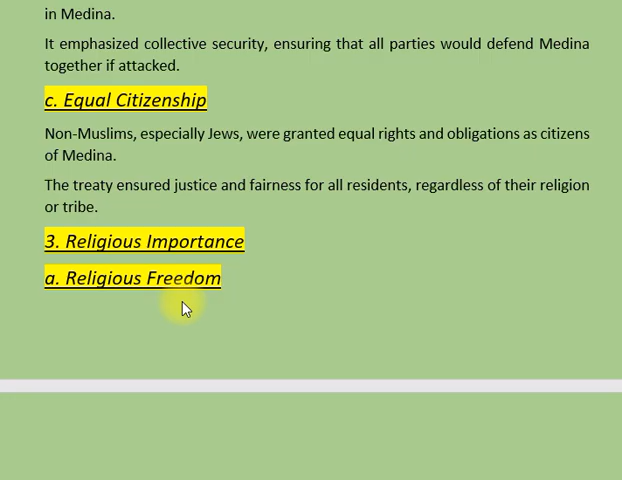 in Medina.
It emphasized collective security, ensuring that all parties would defend Medina
together if attacked.
c. Equal Citizenship
Non-Muslims, especially Jews, were granted equal rights and obligations as citizens
of Medina.
The treaty ensured justice and fairness for all residents, regardless of their religion
or tribe.
3. Religious Importance
a. Religious Freedom